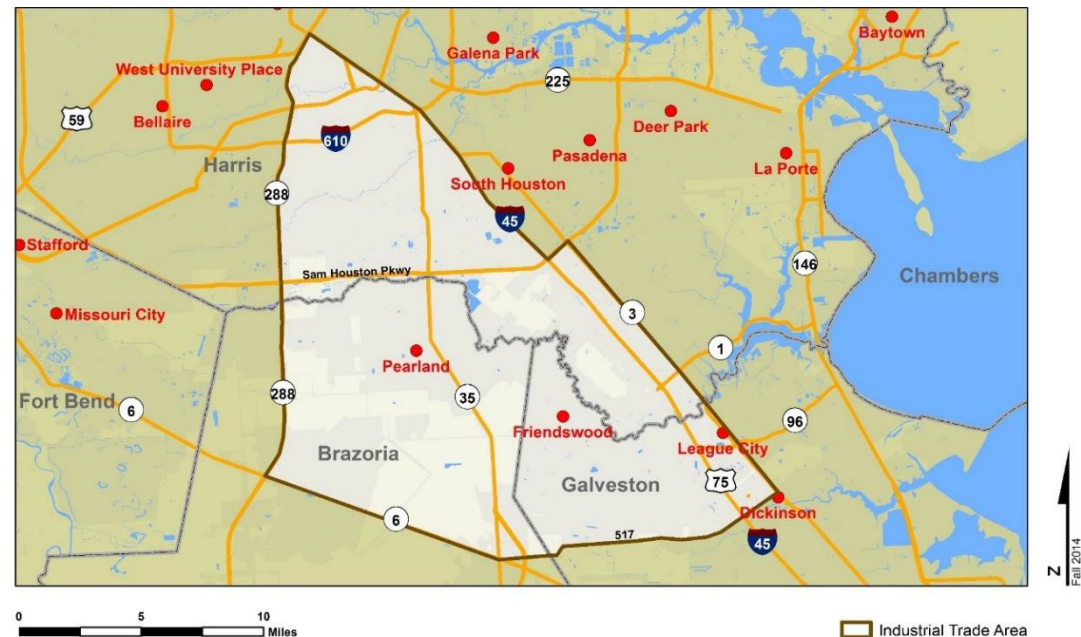 Baytown
Galena Park
West University Place
225
59
Bellaire
Deer Park
610
Pasadena
Harris
La Porte
South Houston
288
45
Stafford
146
Sam Houston Pkwy
Chambers
Missouri City
3
1
Pearland
288
35
Fort Bend
6
Friendswood
96
League City
Brazoria
Galveston
75
Dickinson
6
517
45
N
Fall 2014
0 5 10
Miles
Industrial Trade Area